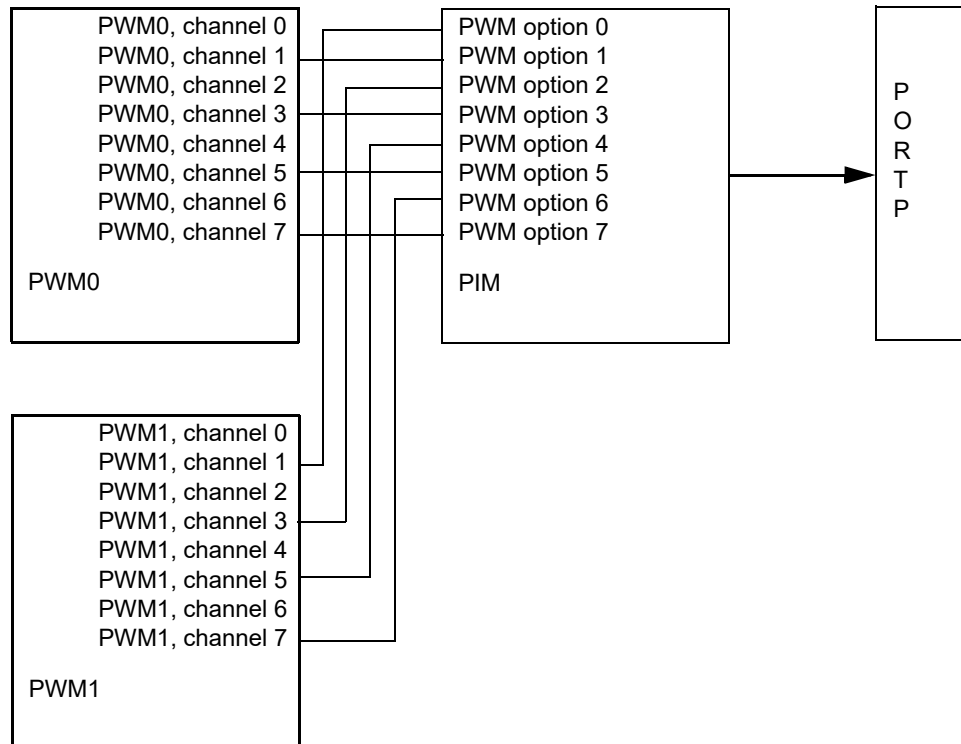 PWM0, channel 0
PWM0, channel 1
PWM0, channel 2
PWM0, channel 3
PWM0, channel 4
PWM0, channel 5
PWM0, channel 6
PWM0, channel 7
PWM0
PWM option 0
PWM option 1
PWM option 2
PWM option 3
PWM option 4
PWM option 5
PWM option 6
PWM option 7
PIM
P
O
R
T
P
PWM1, channel 0
PWM1, channel 1
PWM1, channel 2
PWM1, channel 3
PWM1, channel 4
PWM1, channel 5
PWM1, channel 6
PWM1, channel 7
PWM1